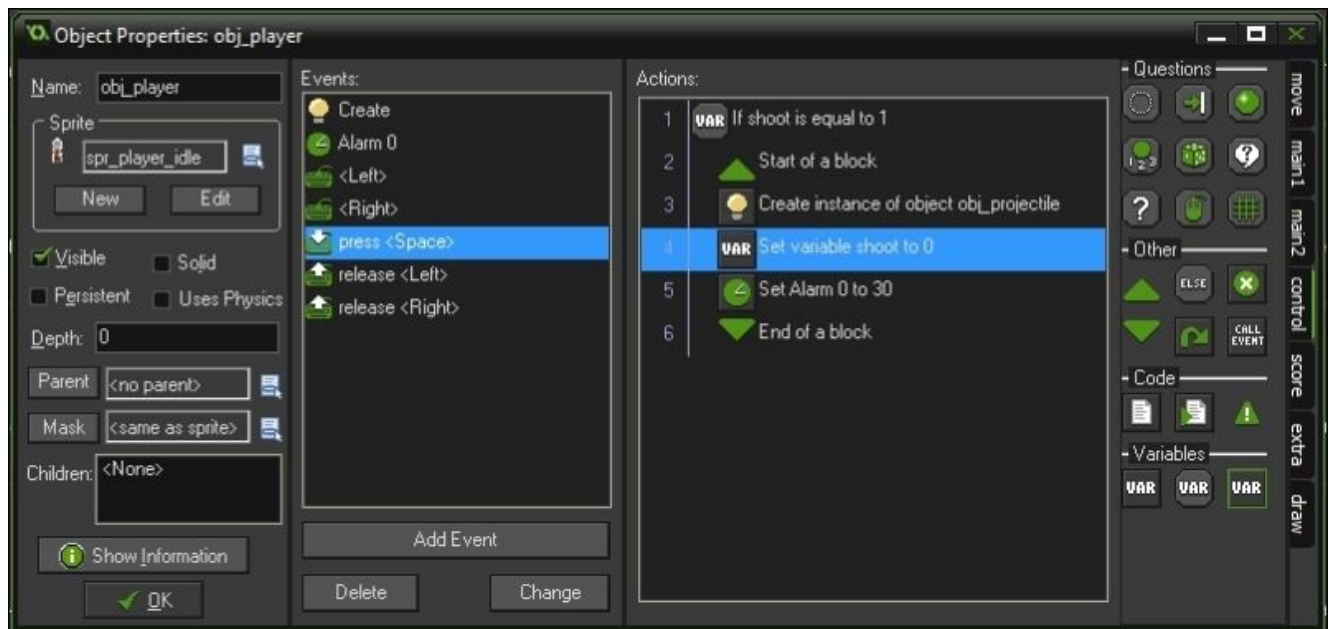 Object Properties: obj_player
Name: obj_player
Sprite
spr_player_idle
New Edit
Visible Solid
Persistent Uses Physics
Depth: 0
Parent <no parent>
Mask <same as sprite>
Children: <None>
Show Information
OK
Events:
Create
Alarm 0
<Left>
<Right>
press <Space>
release <Left>
release <Right>
Add Event
Delete Change
Actions:
1 VAR If shoot is equal to 1
2 Start of a block
3 Create instance of object obj_projectile
4 VAR Set variable shoot to 0
5 Set Alarm 0 to 30
6 End of a block
Questions
1 2 3 ?
?
Other
ELSE
CALL EVENT
Code
Variables
VAR VAR VAR
move
main1
main2
control
score
extra
draw